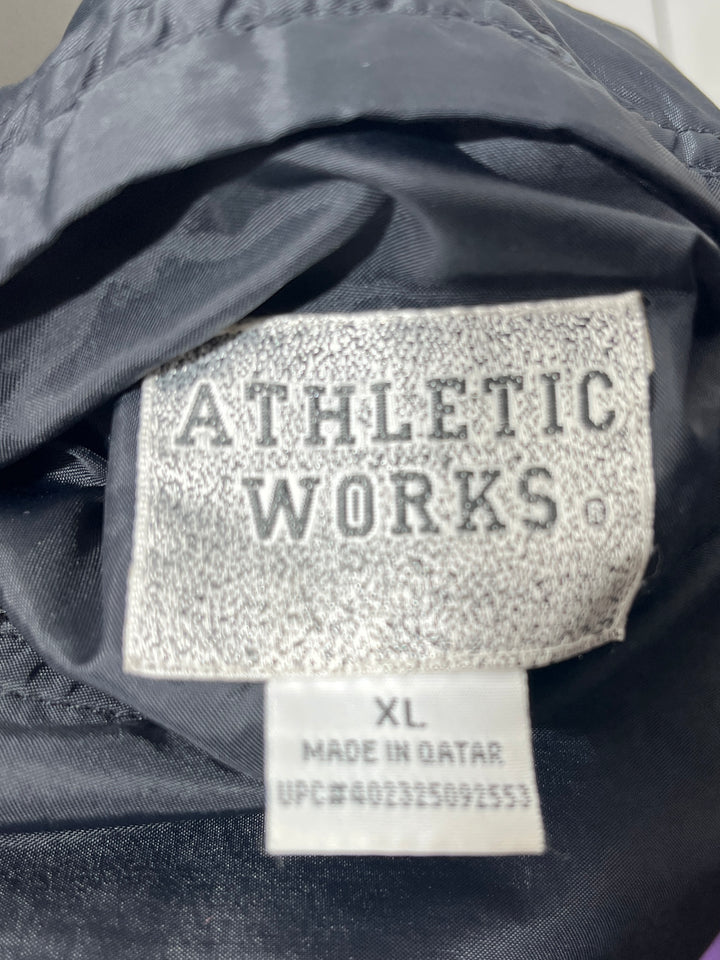 ATHLETIC
WORKS ®
XL
MADE IN QATAR
UPC#402325092553